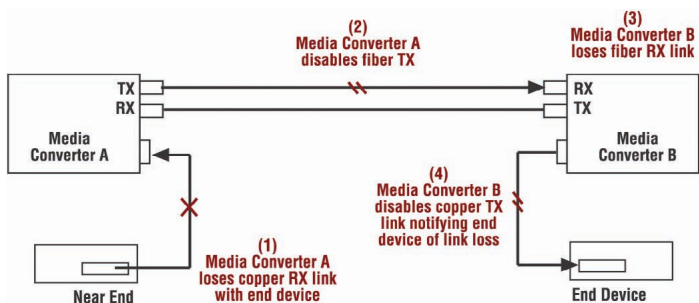 (2)
Media Converter A
disables fiber TX
(3)
Media Converter B
loses fiber RX link
TX
RX
Media
Converter A
RX
TX
Media
Converter B
(4)
Media Converter B
disables copper TX
link notifying end
device of link loss
(1)
Media Converter A
loses copper RX link
with end device
Near End
End Device